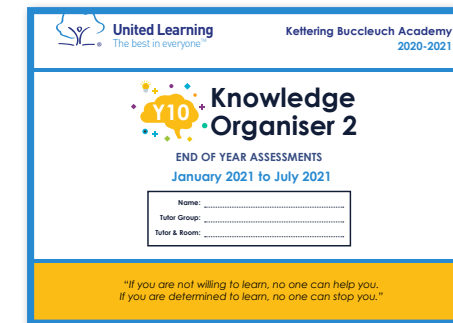 United Learning
The best in everyone™
Kettering Buccleuch Academy
2020-2021
Y10
Knowledge
Organiser 2
END OF YEAR ASSESSMENTS
January 2021 to July 2021
Name:
Tutor Group:
Tutor & Room:
“If you are not willing to learn, no one can help you.
If you are determined to learn, no one can stop you.”